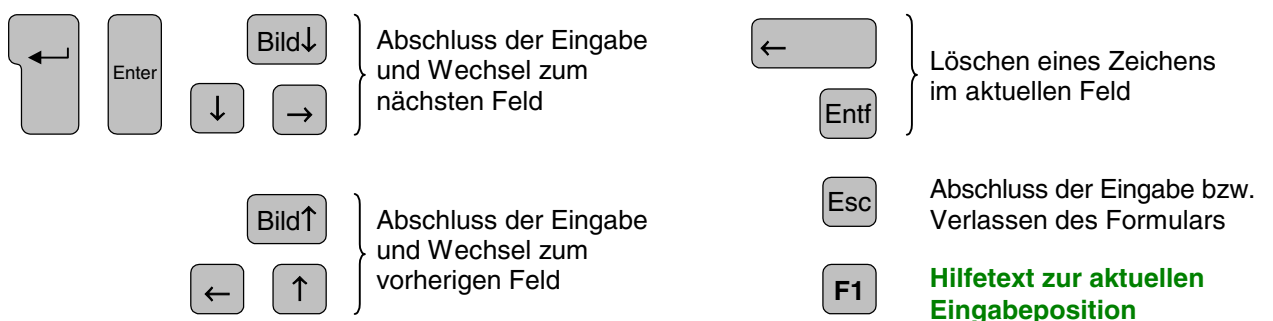 Enter
Bild↓
↓ →
Abschluss der Eingabe
und Wechsel zum
nächsten Feld
←
Entf
Löschen eines Zeichens
im aktuellen Feld
Bild↑
← ↑
Abschluss der Eingabe
und Wechsel zum
vorherigen Feld
Esc
Abschluss der Eingabe bzw.
Verlassen des Formulars
F1
Hilfetext zur aktuellen
Eingabeposition